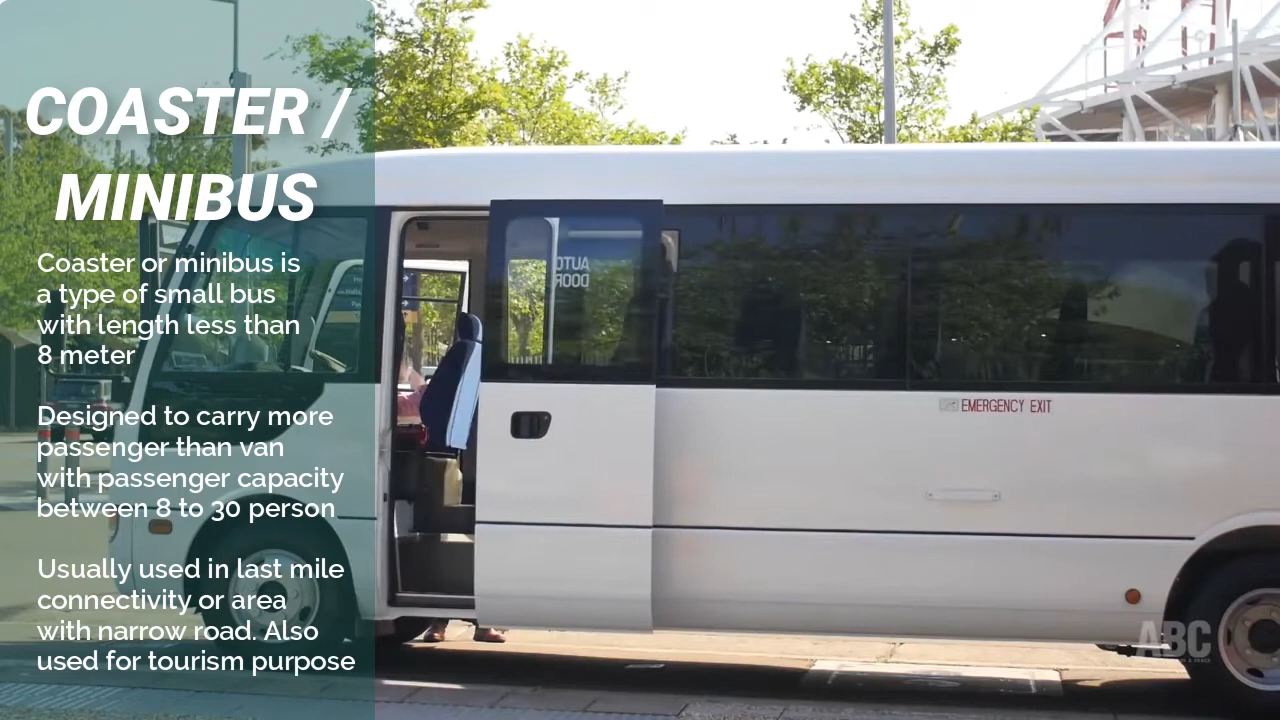 COASTER /
MINIBUS
Coaster or minibus is
a type of small bus
with length less than
8 meter
Designed to carry more
passenger than van
with passenger capacity
between 8 to 30 person
Usually used in last mile
connectivity or area
with narrow road. Also
used for tourism purpose
AUTO
DOOR
EMERGENCY EXIT
ABC